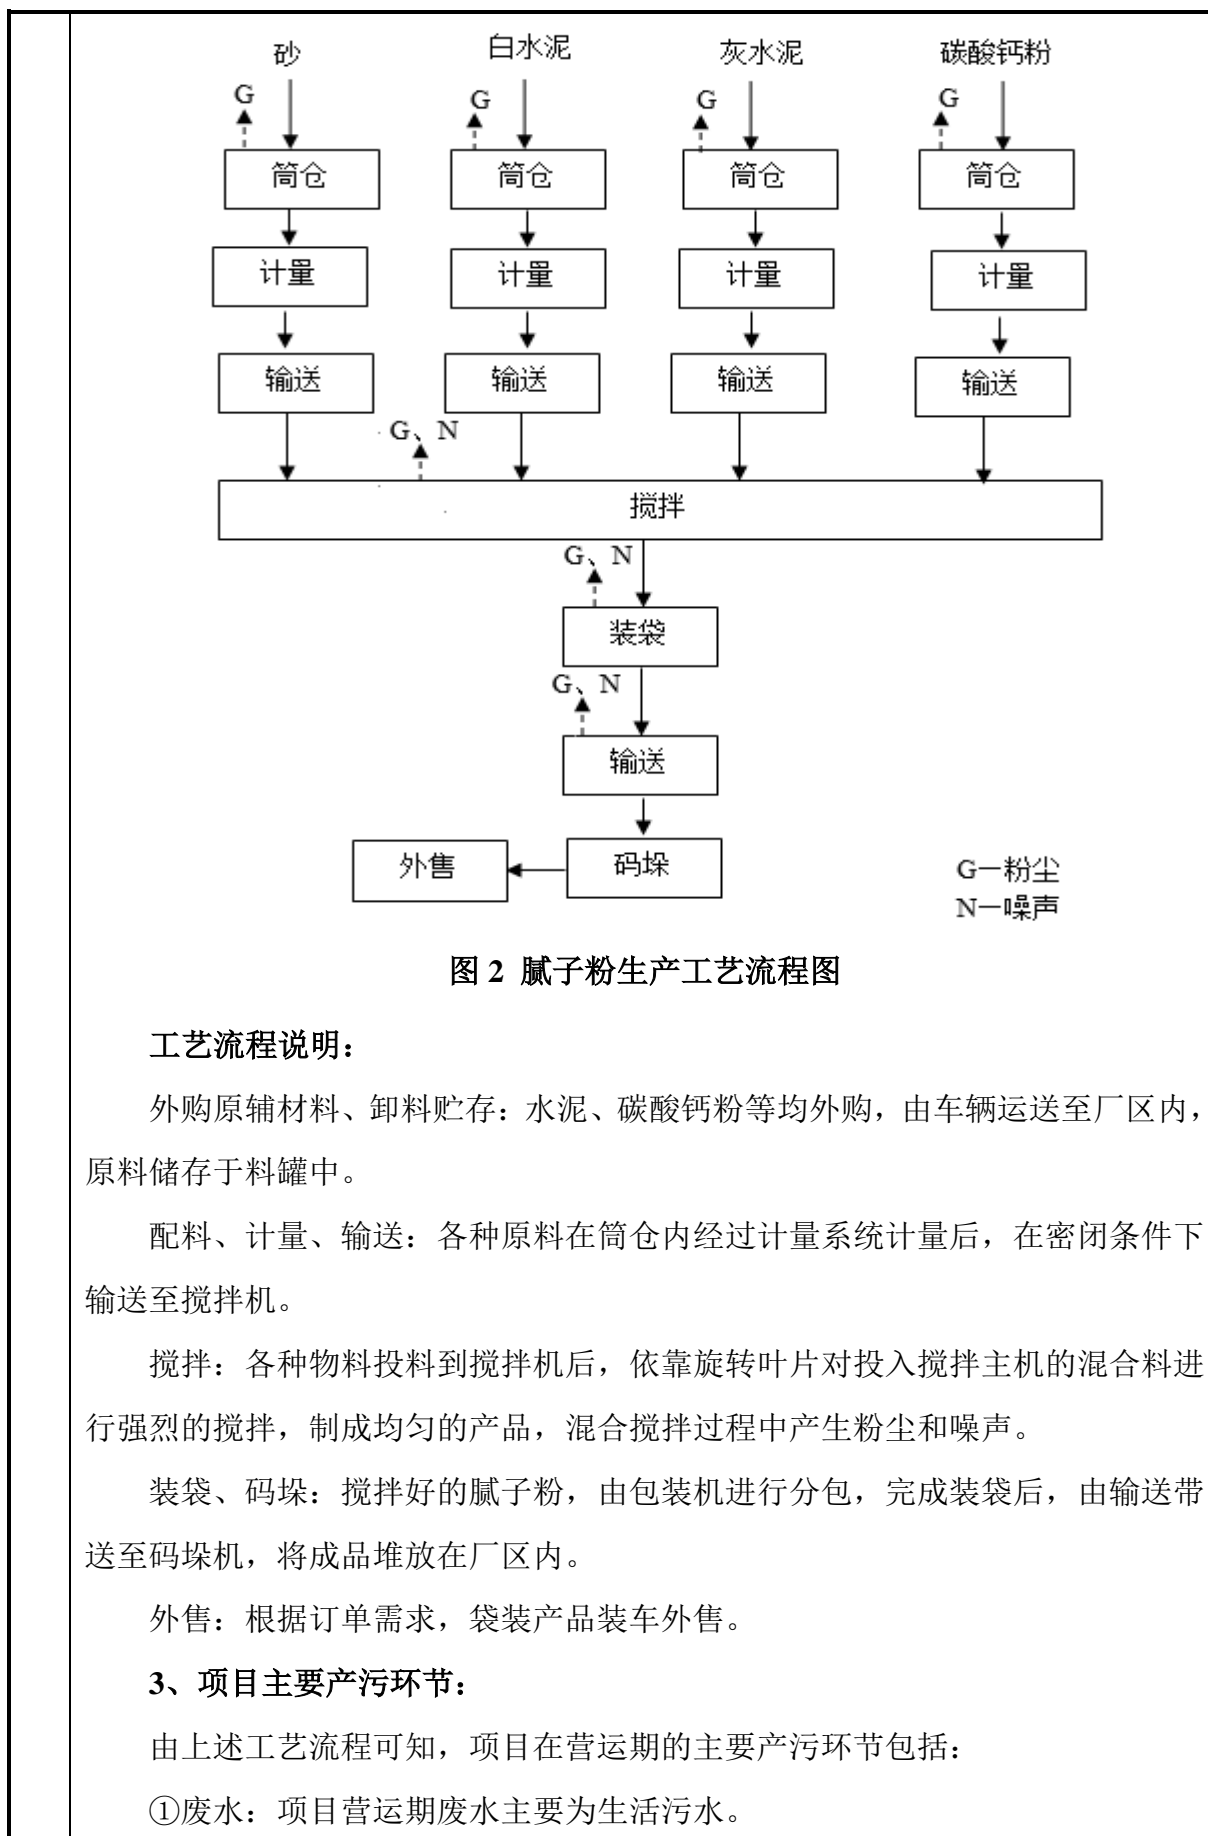 砂 白水泥 灰水泥 碳酸钙粉
G G G G
筒仓 筒仓 筒仓 筒仓
计量 计量 计量 计量
输送 输送 输送 输送
G、N
搅拌
G、N
装袋
G、N
输送
外售 码垛
G—粉尘
N—噪声
图 2 腻子粉生产工艺流程图
工艺流程说明：
外购原辅材料、卸料贮存：水泥、碳酸钙粉等均外购，由车辆运送至厂区内，
原料储存于料罐中。
配料、计量、输送：各种原料在筒仓内经过计量系统计量后，在密闭条件下
输送至搅拌机。
搅拌：各种物料投料到搅拌机后，依靠旋转叶片对投入搅拌主机的混合料进
行强烈的搅拌，制成均匀的产品，混合搅拌过程中产生粉尘和噪声。
装袋、码垛：搅拌好的腻子粉，由包装机进行分包，完成装袋后，由输送带
送至码垛机，将成品堆放在厂区内。
外售：根据订单需求，袋装产品装车外售。
3、项目主要产污环节：
由上述工艺流程可知，项目在营运期的主要产污环节包括：
①废水：项目营运期废水主要为生活污水。